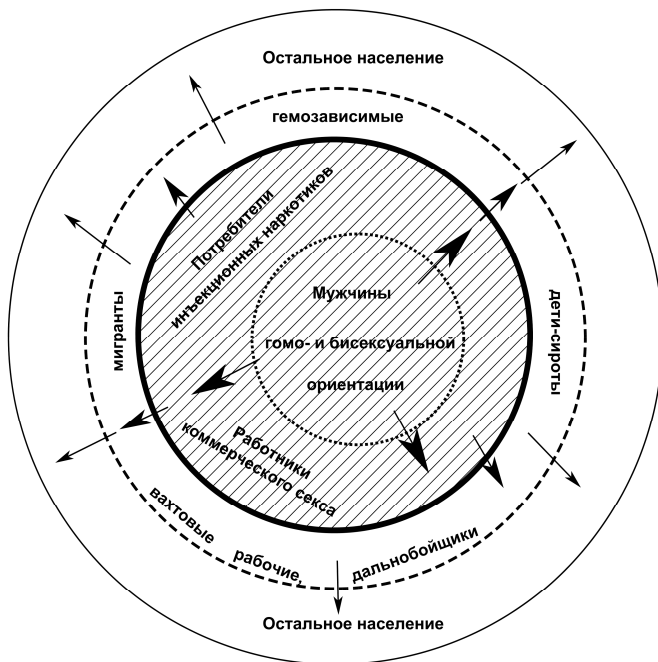 Остальное население
гемозависимые
Потребители
инъекционных наркотиков
Мужчины
гомо- и бисексуальной
ориентации
мигранты
дети-сироты
Работники
коммерческого секса
вахтовые рабочие,
дальнобойщики
Остальное население